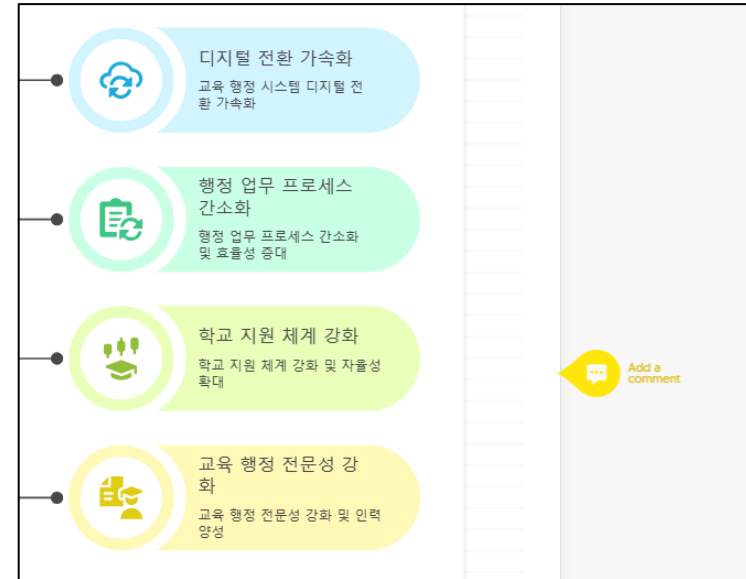 디지털 전환 가속화
교육 행정 시스템 디지털 전
환 가속화
행정 업무 프로세스
간소화
행정 업무 프로세스 간소화
및 효율성 증대
학교 지원 체계 강화
학교 지원 체계 강화 및 자율성
확대
Add a
comment
교육 행정 전문성 강
화
교육 행정 전문성 강화 및 인력
양성